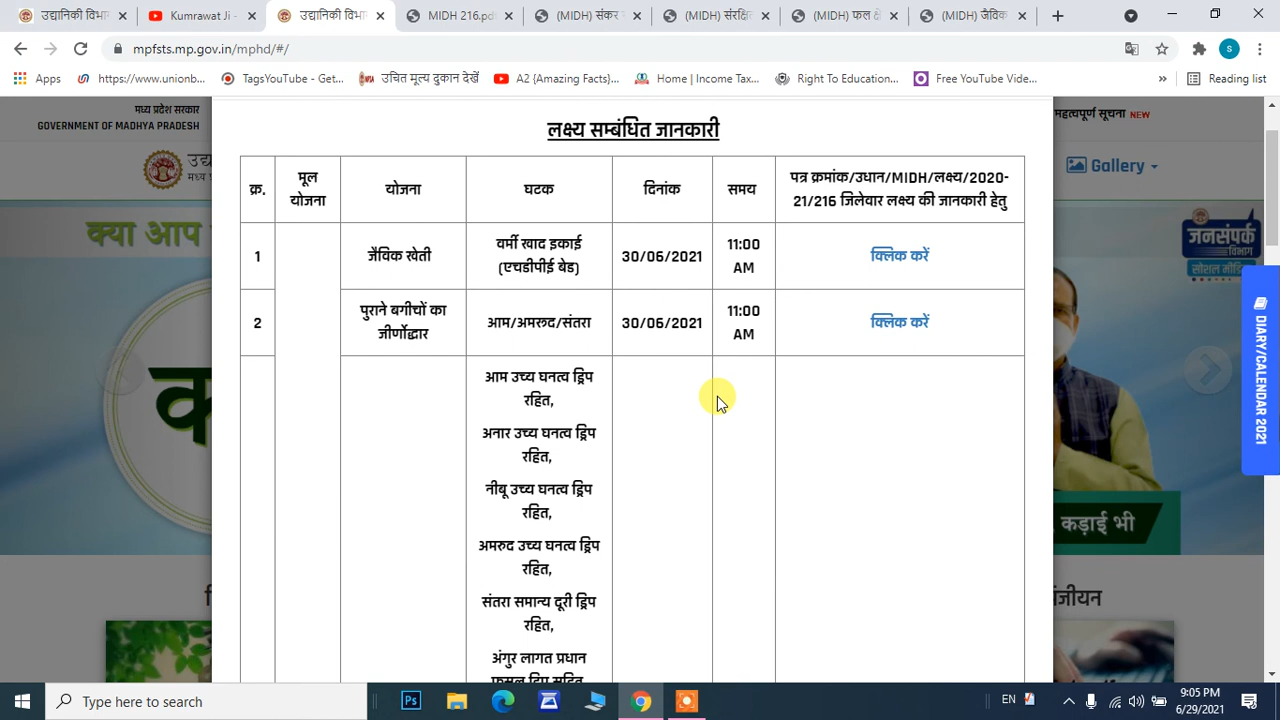 उद्यानिकी विभा
Kumrawat Ji -
उद्यानिकी विभा
MIDH 216.pd
(MIDH) संकर
(MIDH) संरक्षि
(MIDH) फल क्षे
(MIDH) जैविक
mpfsts.mp.gov.in/mphd/#/
S
Apps
https://www.unionb...
TagsYouTube - Get...
उचित मूल्य दुकान देखें
A2 {Amazing Facts}...
Home | Income Tax...
Right To Education...
Free YouTube Vide...
»
Reading list
मध्य प्रदेश सरकार
GOVERNMENT OF MADHYA PRADESH
महत्वपूर्ण सूचना NEW
Gallery
क्या आप
जनसंपर्क
विभाग
सोशल मीडि
DIARY/CALENDAR 2021
कड़ाई भी
लक्ष्य सम्बंधित जानकारी
क्र.
मूल
योजना
योजना
घटक
दिनांक
समय
पत्र क्रमांक/उधान/MIDH/लक्ष्य/2020-
21/216 जिलेवार लक्ष्य की जानकारी हेतु
1
जैविक खेती
वर्मी खाद इकाई
(एचडीपीई बेड)
30/06/2021
11:00
AM
क्लिक करें
2
पुराने बगीचों का
जीर्णोद्धार
आम/अमरूद/संतरा
30/06/2021
11:00
AM
क्लिक करें
आम उच्य घनत्व ड्रिप
रहित,
अनार उच्य घनत्व ड्रिप
रहित,
नीबू उच्य घनत्व ड्रिप
रहित,
अमरुद उच्य घनत्व ड्रिप
रहित,
संतरा समान्य दूरी ड्रिप
रहित,
अंगुर लागत प्रधान
फसल ड्रिप सहित
Type here to search
Ps
EN
9:05 PM
6/29/2021